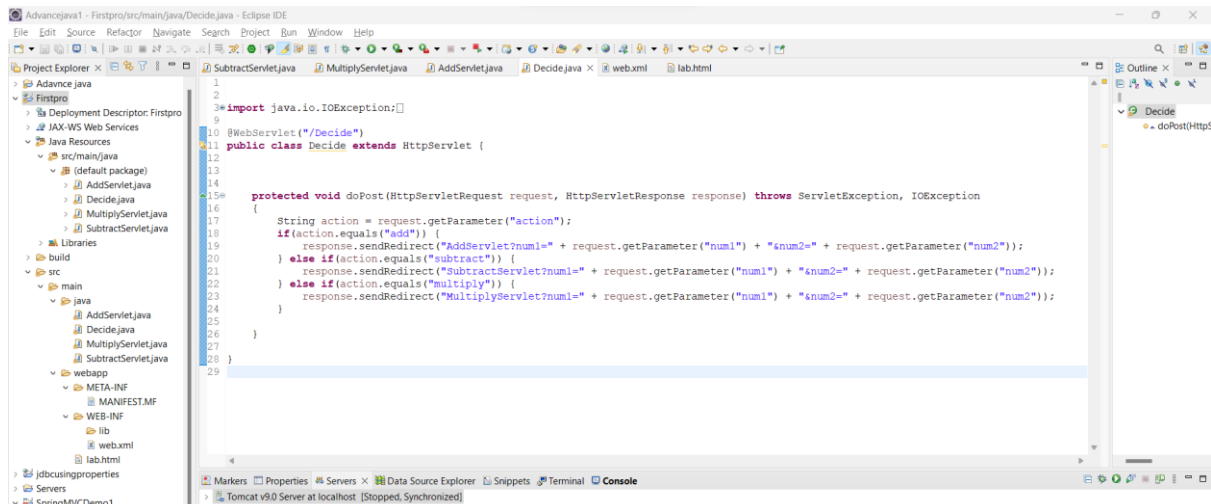 Advancejava1 - Firstpro/src/main/java/Decide.java - Eclipse IDE
File Edit Source Refactor Navigate Search Project Run Window Help
Project Explorer
SubtractServlet.java MultiplyServlet.java AddServlet.java Decide.java web.xml lab.html
Outline
Adavnce java
Firstpro
Deployment Descriptor: Firstpro
JAX-WS Web Services
Java Resources
src/main/java
(default package)
AddServlet.java
Decide.java
MultiplyServlet.java
SubtractServlet.java
Libraries
build
src
main
java
AddServlet.java
Decide.java
MultiplyServlet.java
SubtractServlet.java
webapp
META-INF
MANIFEST.MF
WEB-INF
lib
web.xml
lab.html
jdbcusingproperties
Servers
SpringMVCDemo1
1
2
3 import java.io.IOException;
9
10 @WebServlet("/Decide")
11 public class Decide extends HttpServlet {
12
13
14
15 protected void doPost(HttpServletRequest request, HttpServletResponse response) throws ServletException, IOException
16 {
17 String action = request.getParameter("action");
18 if(action.equals("add")) {
19 response.sendRedirect("AddServlet?num1=" + request.getParameter("num1") + "&num2=" + request.getParameter("num2"));
20 } else if(action.equals("subtract")) {
21 response.sendRedirect("SubtractServlet?num1=" + request.getParameter("num1") + "&num2=" + request.getParameter("num2"));
22 } else if(action.equals("multiply")) {
23 response.sendRedirect("MultiplyServlet?num1=" + request.getParameter("num1") + "&num2=" + request.getParameter("num2"));
24 }
25
26 }
27
28 }
29
Decide
doPost(HttpS
Markers Properties Servers Data Source Explorer Snippets Terminal Console
Tomcat v9.0 Server at localhost [Stopped, Synchronized]